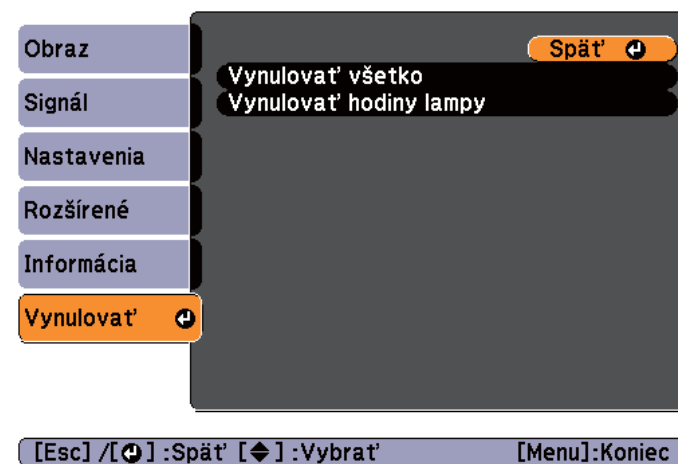 Obraz
Signál
Nastavenia
Rozšírené
Informácia
Vynulovať
Späť
Vynulovať všetko
Vynulovať hodiny lampy
[Esc] /[ ] :Späť [ ] :Vybrať [Menu]:Koniec